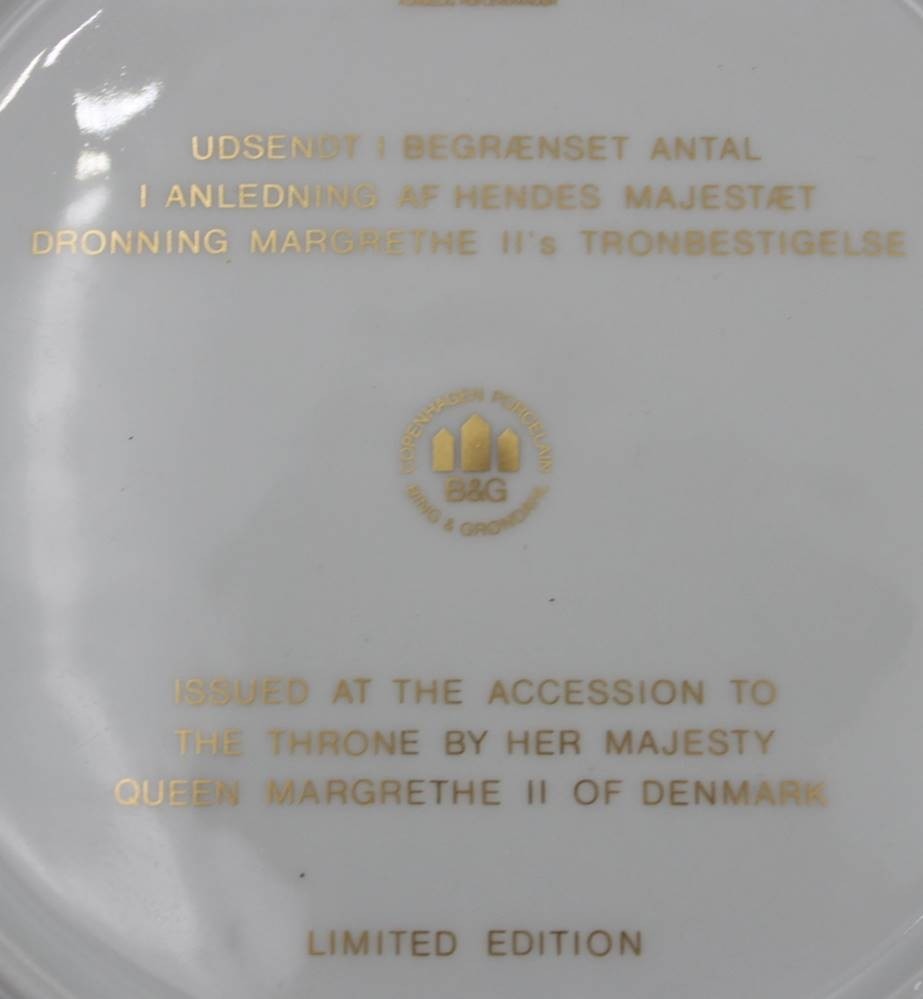 UDSENDT I BEGRÆNSET ANTAL
I ANLEDNING AF HENDES MAJESTÆT
DRONNING MARGRETHE II's TRONBESTIGELSE
COPENHAGEN PORCELAIN
B&G
BING & GRØNDAHL
ISSUED AT THE ACCESSION TO
THE THRONE BY HER MAJESTY
QUEEN MARGRETHE II OF DENMARK
LIMITED EDITION